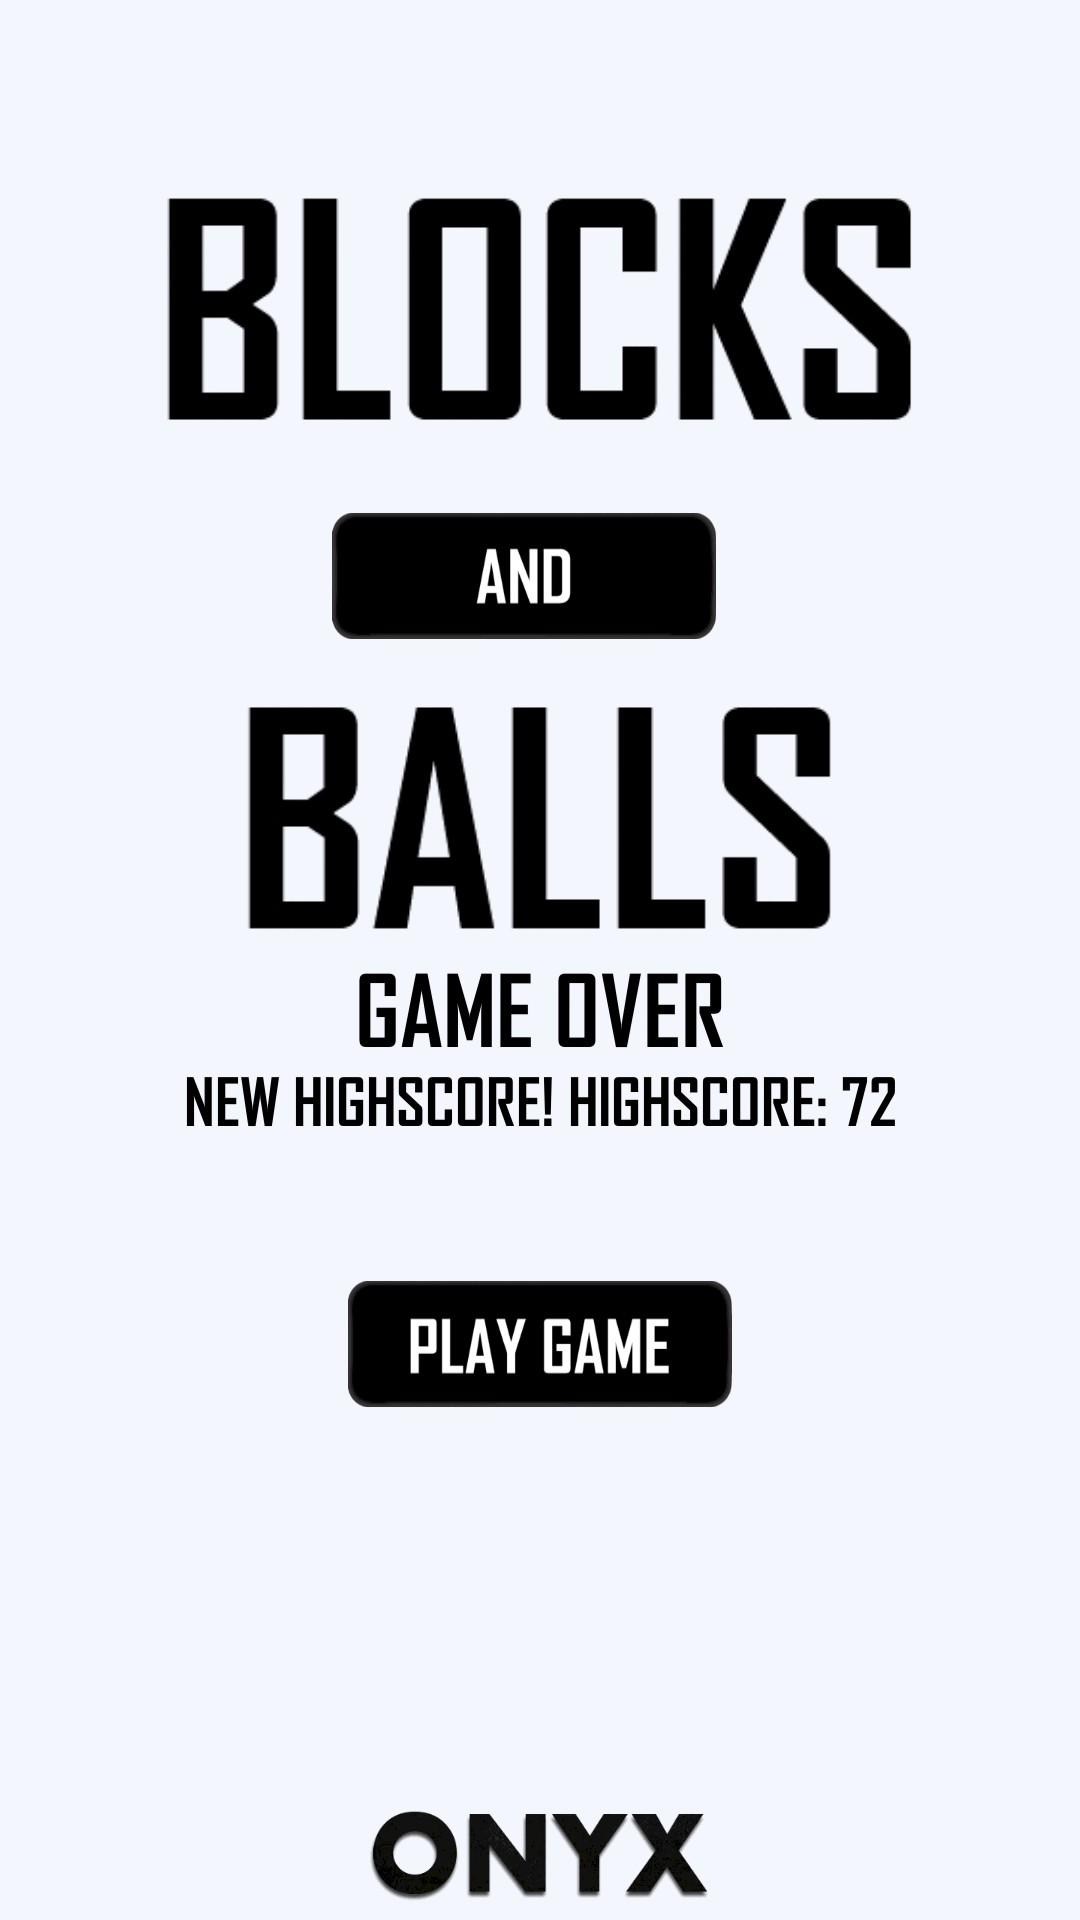 BLOCKS
AND
BALLS
GAME OVER
NEW HIGHSCORE! HIGHSCORE: 72
PLAY GAME
ONYX